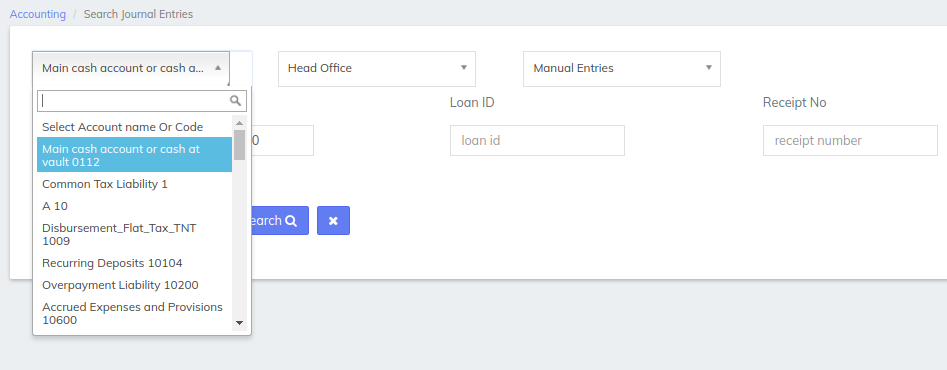 Accounting / Search Journal Entries
Main cash account or cash a...
Head Office
Manual Entries
Loan ID
Receipt No
0
loan id
receipt number
earch
Select Account name Or Code
Main cash account or cash at
vault 0112
Common Tax Liability 1
A 10
Disbursement_Flat_Tax_TNT
1009
Recurring Deposits 10104
Overpayment Liability 10200
Accrued Expenses and Provisions
10600